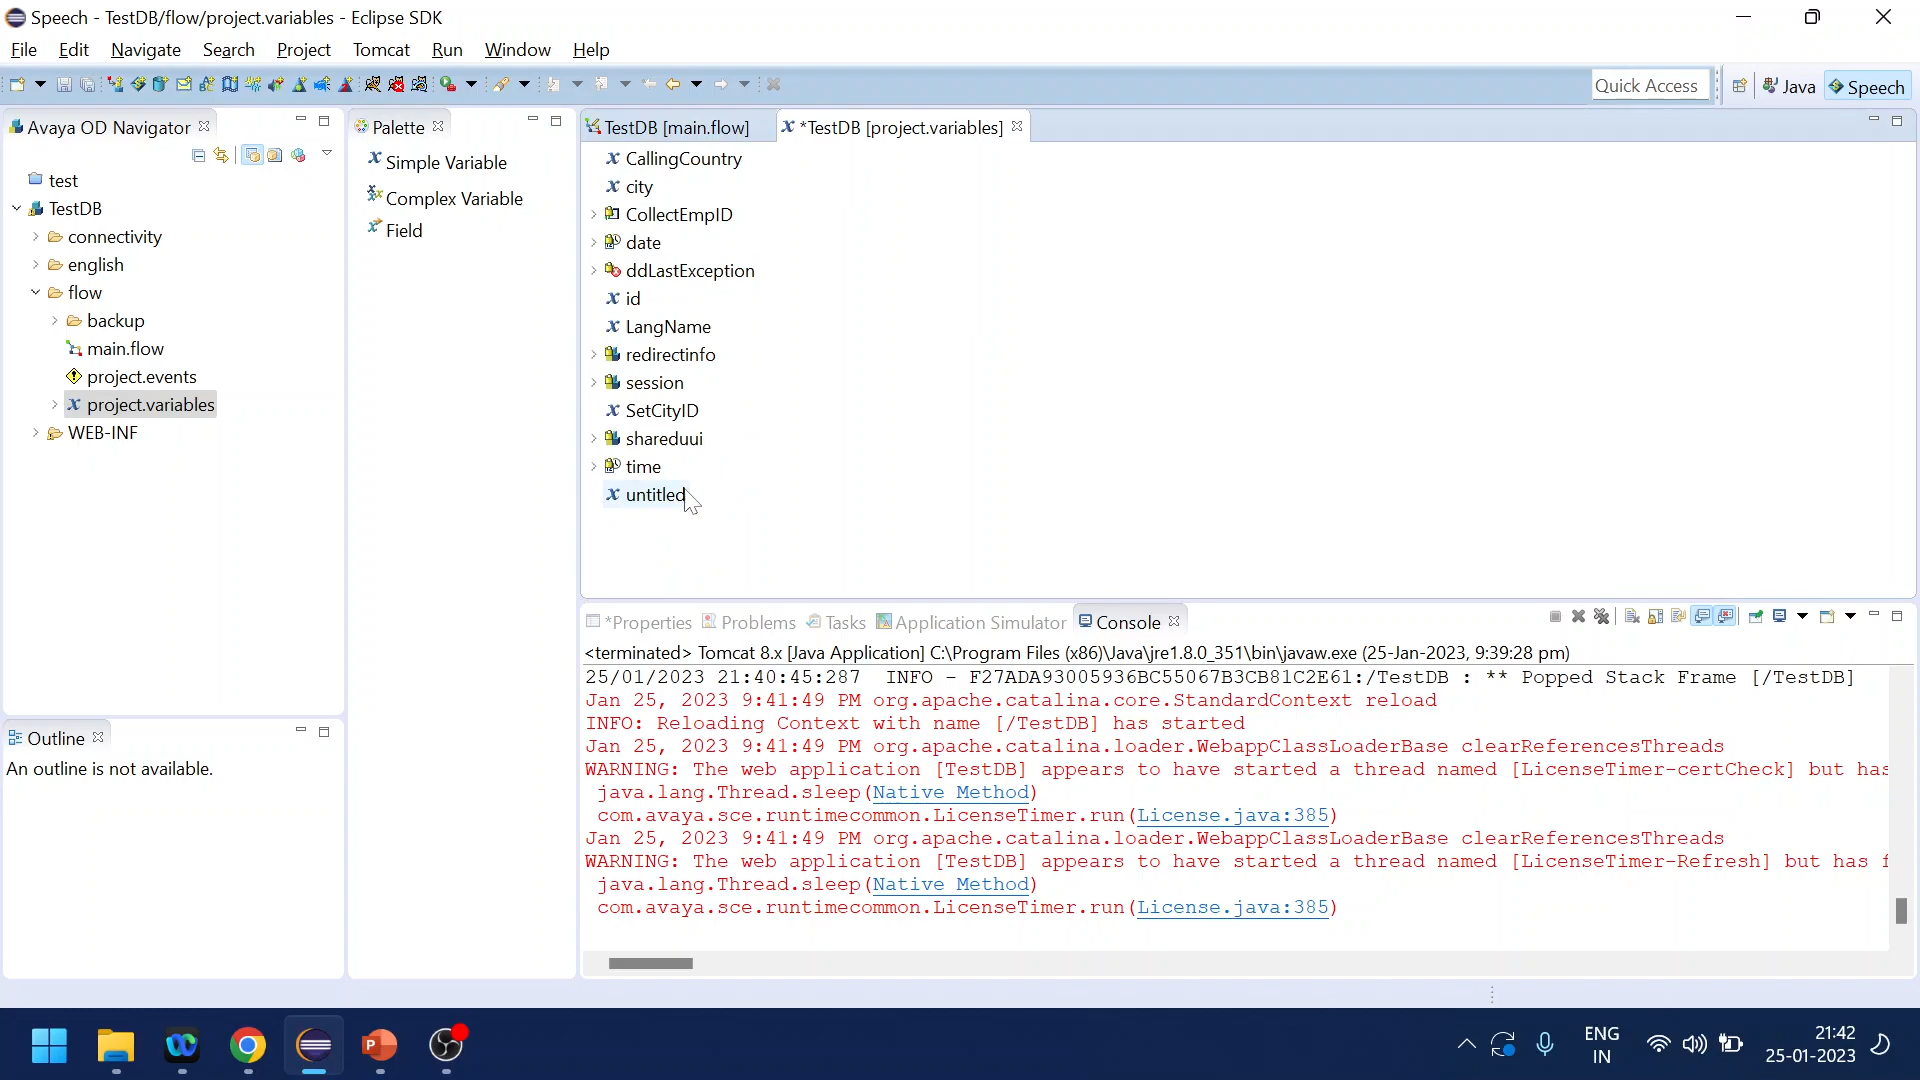 Speech - TestDB/flow/project.variables - Eclipse SDK
File Edit Navigate Search Project Tomcat Run Window Help
Quick Access Java Speech
Avaya OD Navigator
test
TestDB
connectivity
english
flow
backup
main.flow
project.events
project.variables
WEB-INF
Palette
Simple Variable
Complex Variable
Field
TestDB [main.flow] *TestDB [project.variables]
CallingCountry
city
CollectEmpID
date
ddLastException
id
LangName
redirectinfo
session
SetCityID
shareduui
time
untitled
Outline
An outline is not available.
*Properties Problems Tasks Application Simulator Console
<terminated> Tomcat 8.x [Java Application] C:\Program Files (x86)\Java\jre1.8.0_351\bin\javaw.exe (25-Jan-2023, 9:39:28 pm)
25/01/2023 21:40:45:287 INFO - F27ADA93005936BC55067B3CB81C2E61:/TestDB : ** Popped Stack Frame [/TestDB]
Jan 25, 2023 9:41:49 PM org.apache.catalina.core.StandardContext reload
INFO: Reloading Context with name [/TestDB] has started
Jan 25, 2023 9:41:49 PM org.apache.catalina.loader.WebappClassLoaderBase clearReferencesThreads
WARNING: The web application [TestDB] appears to have started a thread named [LicenseTimer-certCheck] but has
java.lang.Thread.sleep(Native Method)
com.avaya.sce.runtimecommon.LicenseTimer.run(License.java:385)
Jan 25, 2023 9:41:49 PM org.apache.catalina.loader.WebappClassLoaderBase clearReferencesThreads
WARNING: The web application [TestDB] appears to have started a thread named [LicenseTimer-Refresh] but has f
java.lang.Thread.sleep(Native Method)
com.avaya.sce.runtimecommon.LicenseTimer.run(License.java:385)
ENG
IN
21:42
25-01-2023